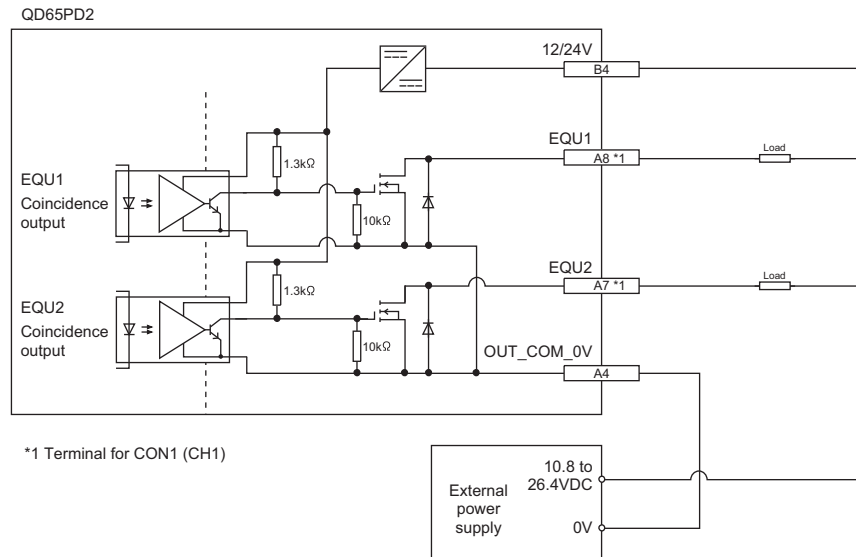 QD65PD2
12/24V
B4
EQU1
A8 *1
Load
1.3kΩ
EQU1
Coincidence
output
10kΩ
EQU2
A7 *1
Load
1.3kΩ
EQU2
Coincidence
output
10kΩ
OUT_COM_0V
A4
*1 Terminal for CON1 (CH1)
External
power
supply
10.8 to
26.4VDC
0V